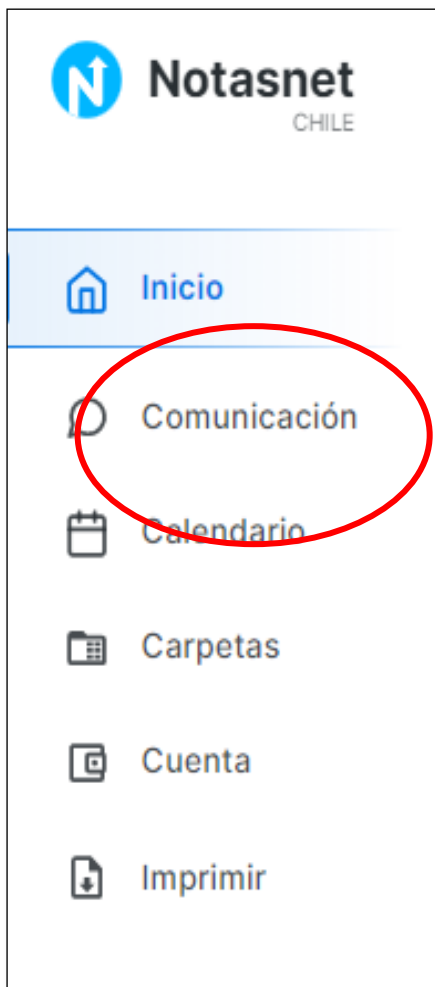 Notasnet
CHILE
Inicio
Comunicación
Calendario
Carpetas
Cuenta
Imprimir